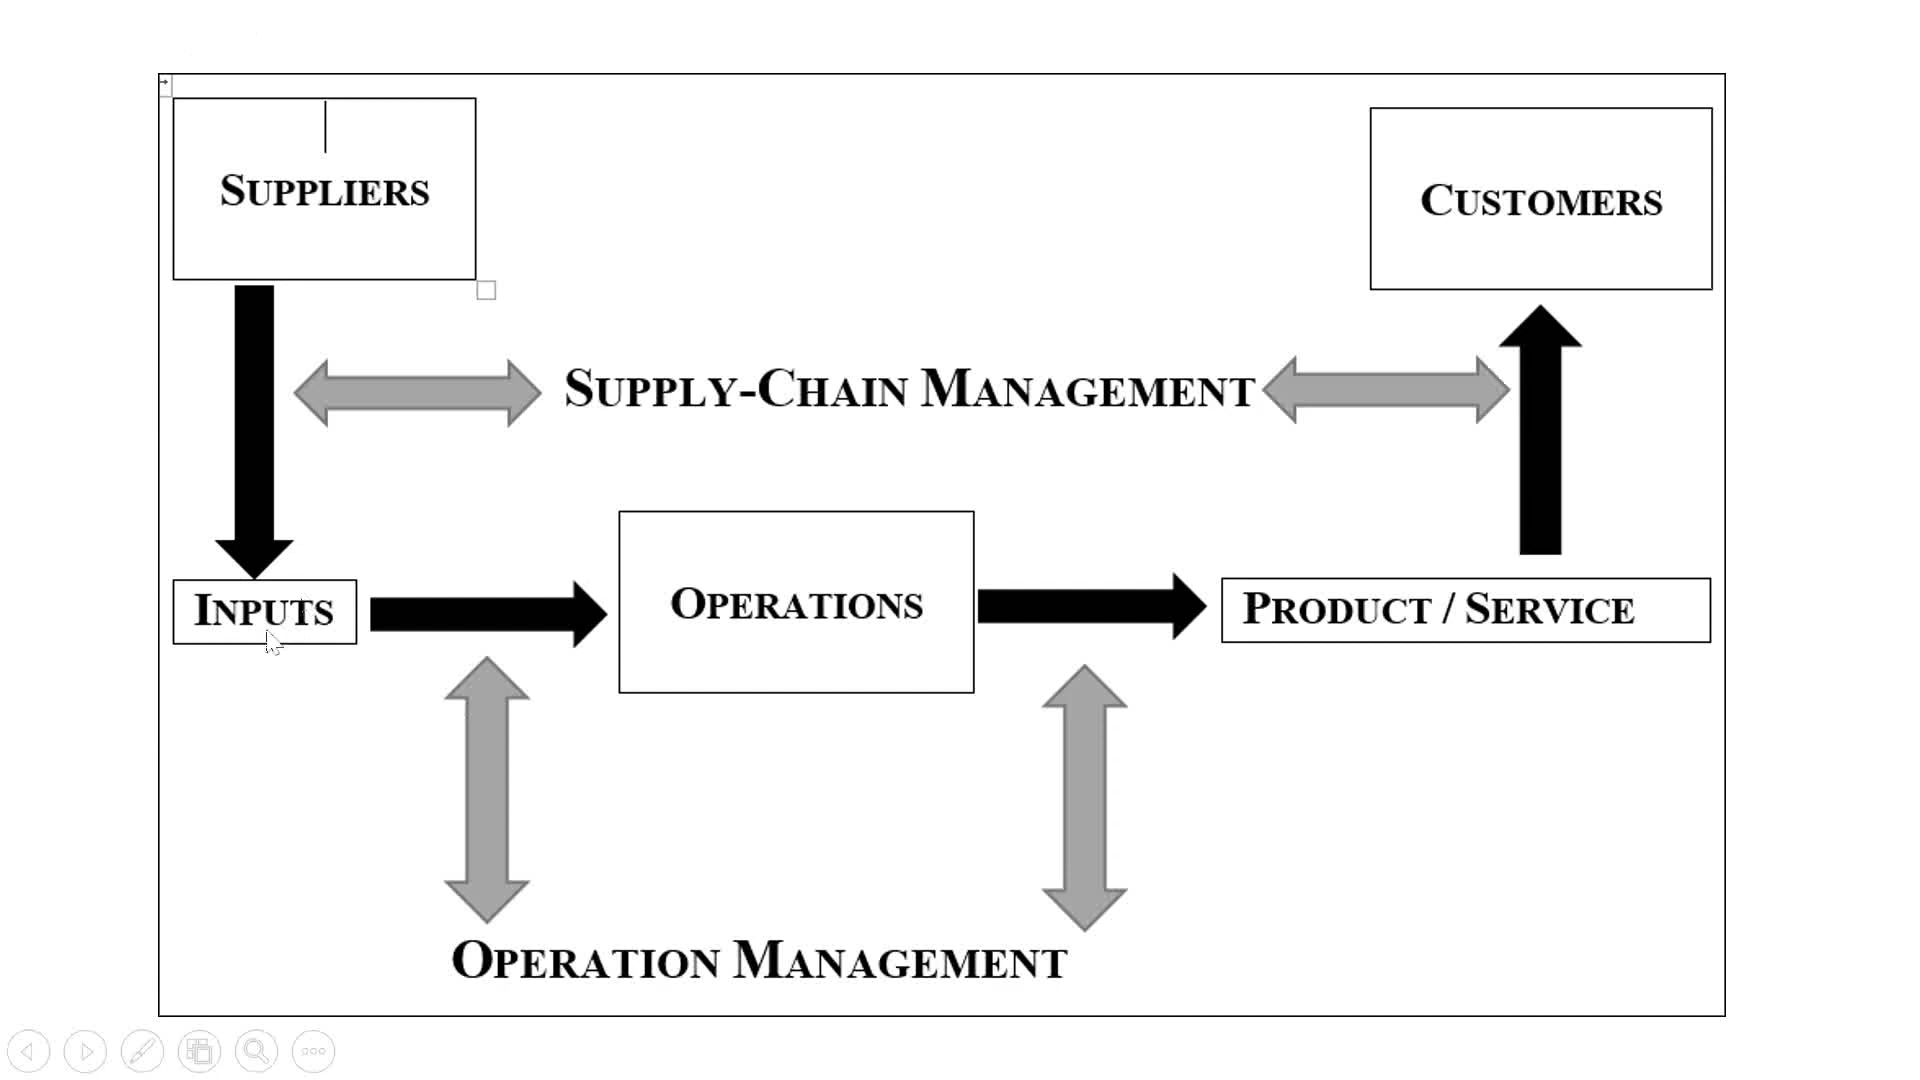 SUPPLIERS
CUSTOMERS
SUPPLY-CHAIN MANAGEMENT
INPUTS
OPERATIONS
PRODUCT / SERVICE
OPERATION MANAGEMENT